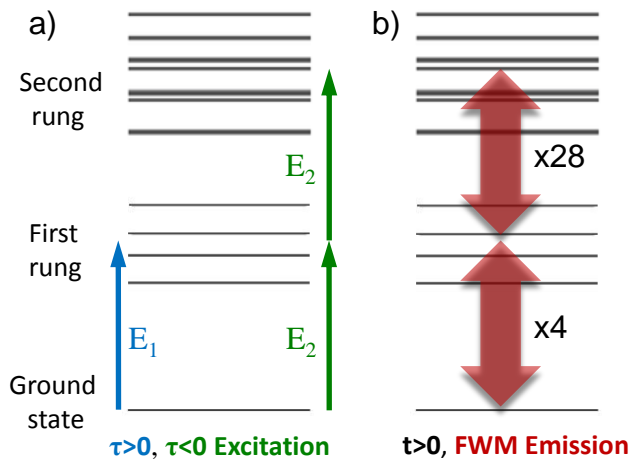 a)
b)
Second
rung
E2
x28
First
rung
E1
E2
x4
Ground
state
τ>0, τ<0 Excitation
t>0, FWM Emission